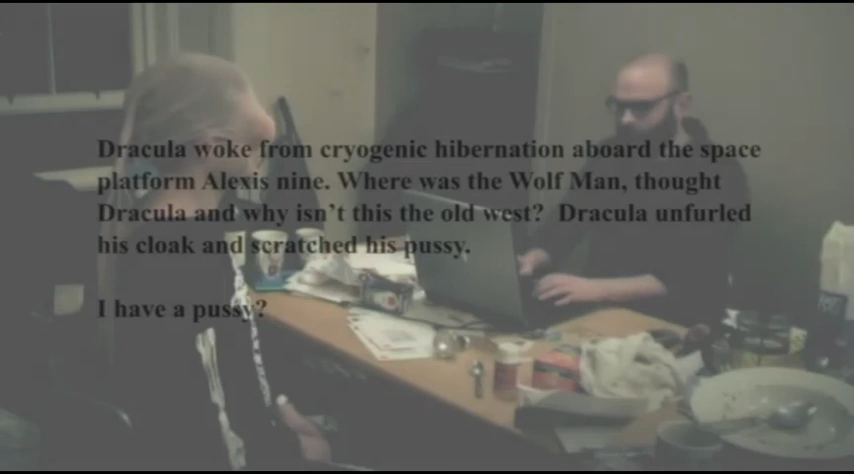 Dracula woke from cryogenic hibernation aboard the space
platform Alexis nine. Where was the Wolf Man, thought
Dracula and why isn't this the old west?  Dracula unfurled
his cloak and scratched his pussy.
I have a pussy?